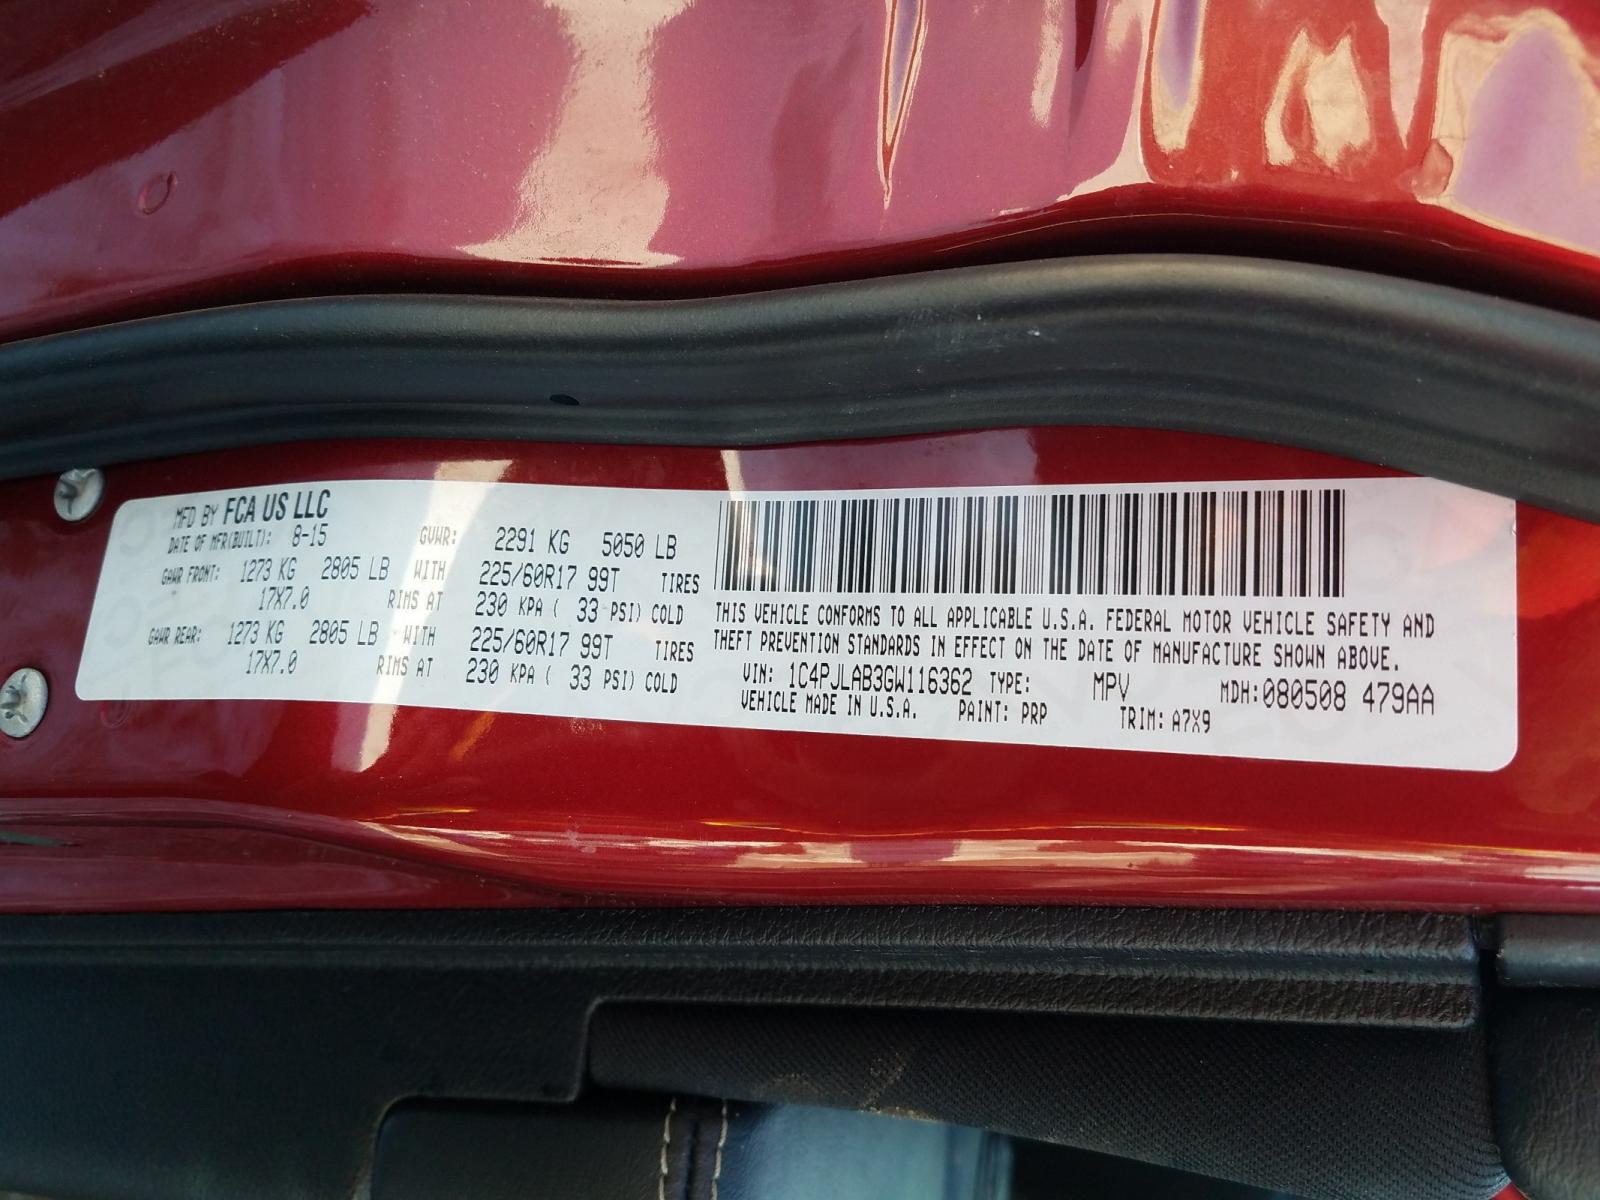 MFD BY FCA US LLC
DATE OF MFR(BUILT): 8-15 GVWR: 2291 KG 5050 LB
GAWR FRONT: 1273 KG 2805 LB WITH 225/60R17 99T TIRES
17X7.0 RIMS AT 230 KPA ( 33 PSI) COLD
GAWR REAR: 1273 KG 2805 LB WITH 225/60R17 99T TIRES
17X7.0 RIMS AT 230 KPA ( 33 PSI) COLD
THIS VEHICLE CONFORMS TO ALL APPLICABLE U.S.A. FEDERAL MOTOR VEHICLE SAFETY AND
THEFT PREVENTION STANDARDS IN EFFECT ON THE DATE OF MANUFACTURE SHOWN ABOVE.
VIN: 1C4PJLAB3GW116362 TYPE: MPV MDH:080508 479AA
VEHICLE MADE IN U.S.A. PAINT: PRP TRIM: A7X9